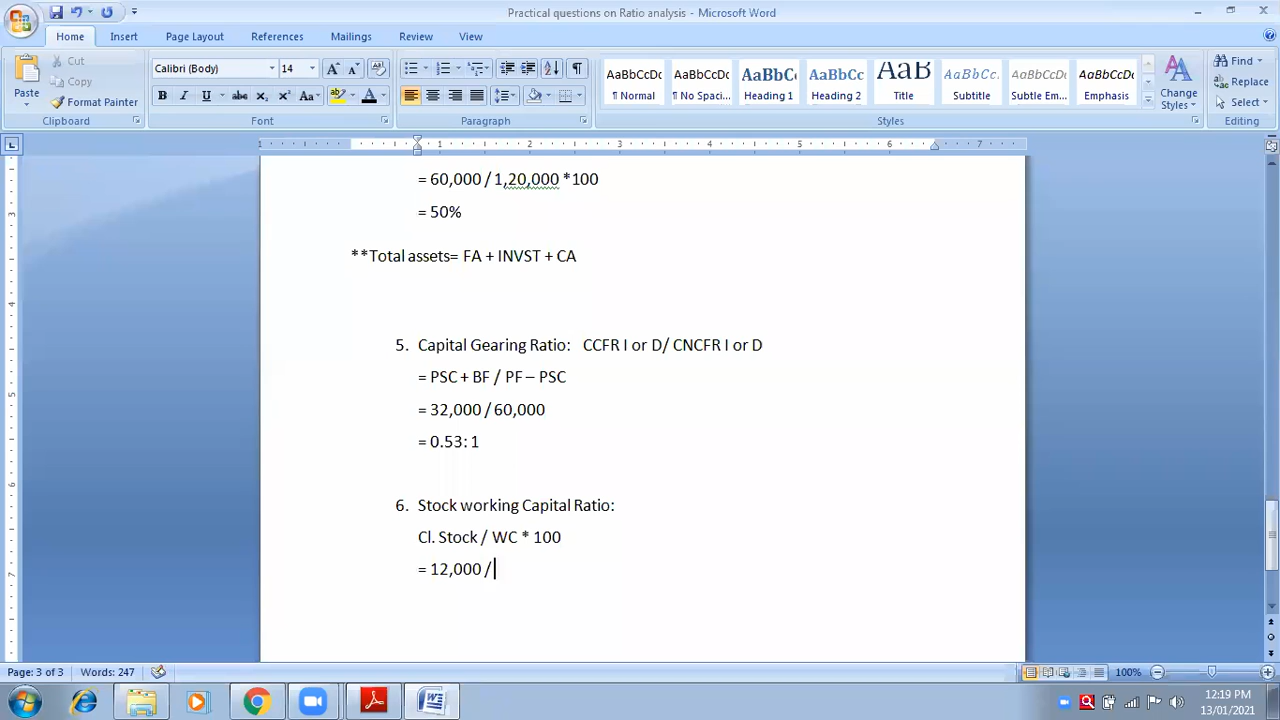 Practical questions on Ratio analysis - Microsoft Word
Home Insert Page Layout References Mailings Review View
Paste
Cut
Copy
Format Painter
Clipboard
Calibri (Body) 14
Font
Paragraph
AaBbCcDc AaBbCcDc AaBbCc AaBbCc AaB AaBbCcDc AaBbCcDc AaBbCcDc
¶ Normal ¶ No Spaci... Heading 1 Heading 2 Title Subtitle Subtle Em... Emphasis
Change Styles
Styles
Find
Replace
Select
Editing
= 60,000 / 1,20,000 *100
= 50%
**Total assets= FA + INVST + CA
5. Capital Gearing Ratio: CCFR I or D/ CNCFR I or D
= PSC + BF / PF – PSC
= 32,000 / 60,000
= 0.53: 1
6. Stock working Capital Ratio:
Cl. Stock / WC * 100
= 12,000 /
Page: 3 of 3 Words: 247 100%
12:19 PM
13/01/2021